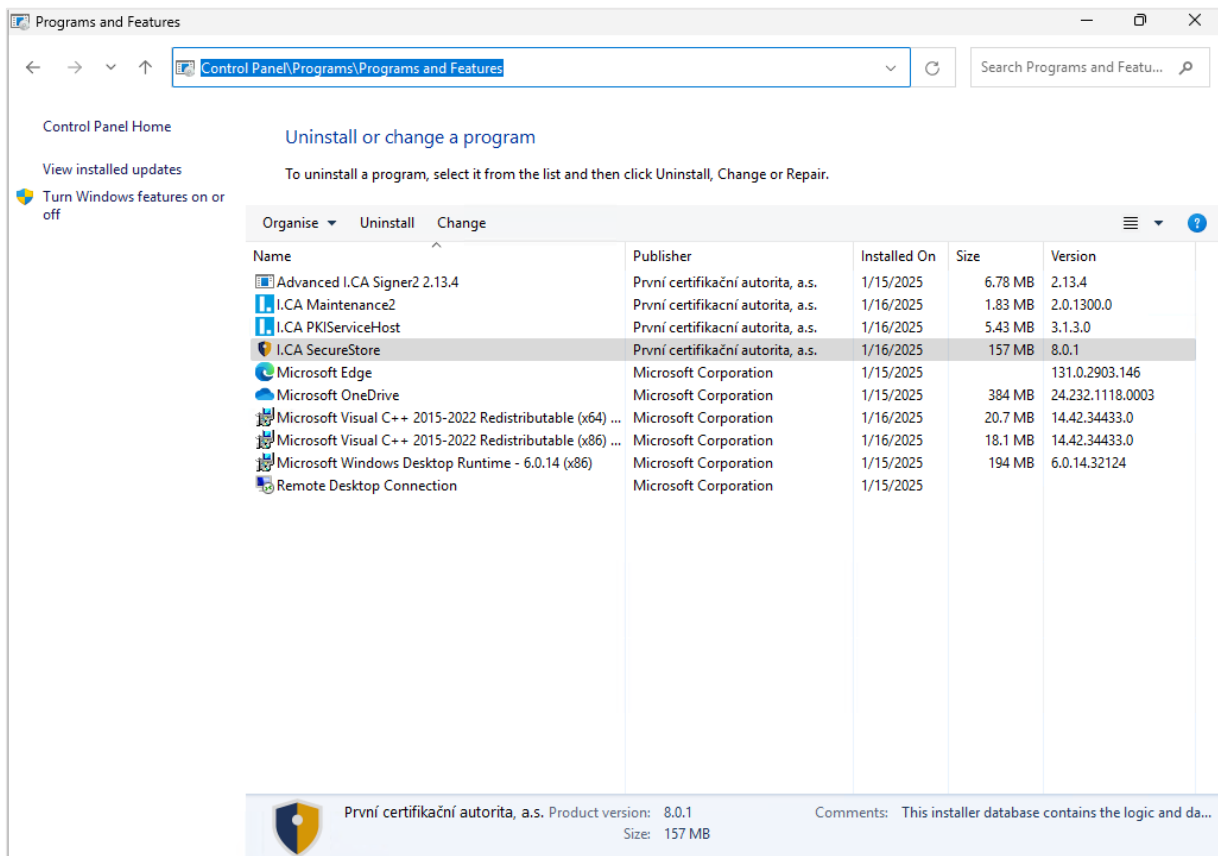 Programs and Features
Control Panel\Programs\Programs and Features
Search Programs and Featu...
Control Panel Home
View installed updates
Turn Windows features on or
off
Uninstall or change a program
To uninstall a program, select it from the list and then click Uninstall, Change or Repair.
Organise Uninstall Change ?
Name Publisher Installed On Size Version
Advanced I.CA Signer2 2.13.4 První certifikační autorita, a.s. 1/15/2025 6.78 MB 2.13.4
I.CA Maintenance2 První certifikační autorita, a.s. 1/16/2025 1.83 MB 2.0.1300.0
I.CA PKIServiceHost První certifikační autorita, a.s. 1/16/2025 5.43 MB 3.1.3.0
I.CA SecureStore První certifikační autorita, a.s. 1/16/2025 157 MB 8.0.1
Microsoft Edge Microsoft Corporation 1/15/2025 131.0.2903.146
Microsoft OneDrive Microsoft Corporation 1/15/2025 384 MB 24.232.1118.0003
Microsoft Visual C++ 2015-2022 Redistributable (x64) ... Microsoft Corporation 1/16/2025 20.7 MB 14.42.34433.0
Microsoft Visual C++ 2015-2022 Redistributable (x86) ... Microsoft Corporation 1/16/2025 18.1 MB 14.42.34433.0
Microsoft Windows Desktop Runtime - 6.0.14 (x86) Microsoft Corporation 1/15/2025 194 MB 6.0.14.32124
Remote Desktop Connection Microsoft Corporation 1/15/2025
První certifikační autorita, a.s. Product version: 8.0.1 Comments: This installer database contains the logic and da...
Size: 157 MB